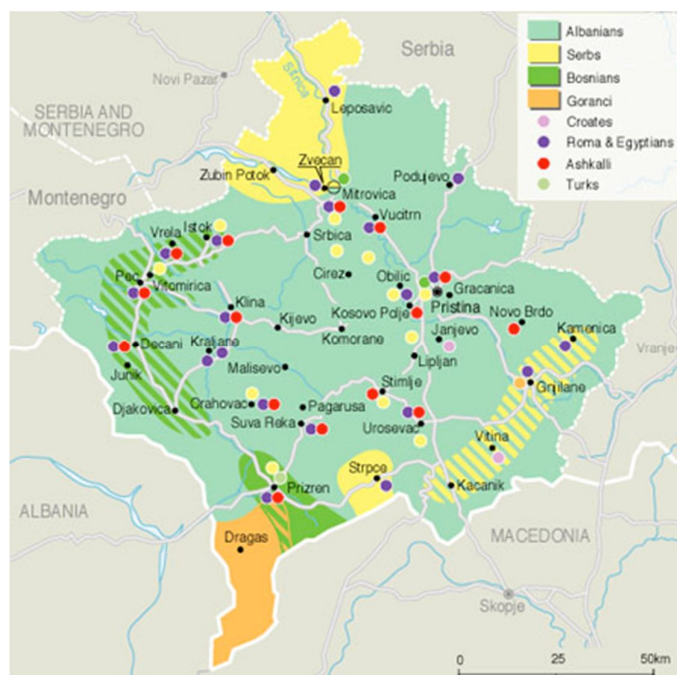 Serbia
Albanians
Serbs
Bosnians
Goranci
Croates
Roma & Egyptians
Ashkalli
Turks
Novi Pazar
Sitnica
Leposavic
SERBIA AND
MONTENEGRO
Zvecan
Zubin Potok
Podujevo
Montenegro
Mitrovica
Vucitrn
Istok
Vrela
Srbica
Pec
Vitomirica
Cirez
Obilic
Gracanica
Pristina
Klina
Kosovo Polje
Novo Brdo
Kijevo
Komorane
Janjevo
Kamenica
Decani
Kraljane
Vranje
Lipljan
Junik
Malisevo
Stimlje
Gnjilane
Djakovica
Orahovac
Pagarusa
Suva Reka
Urosevac
Vitina
Strpce
Prizren
Kacanik
ALBANIA
Dragas
MACEDONIA
Skopje
0
25
50km